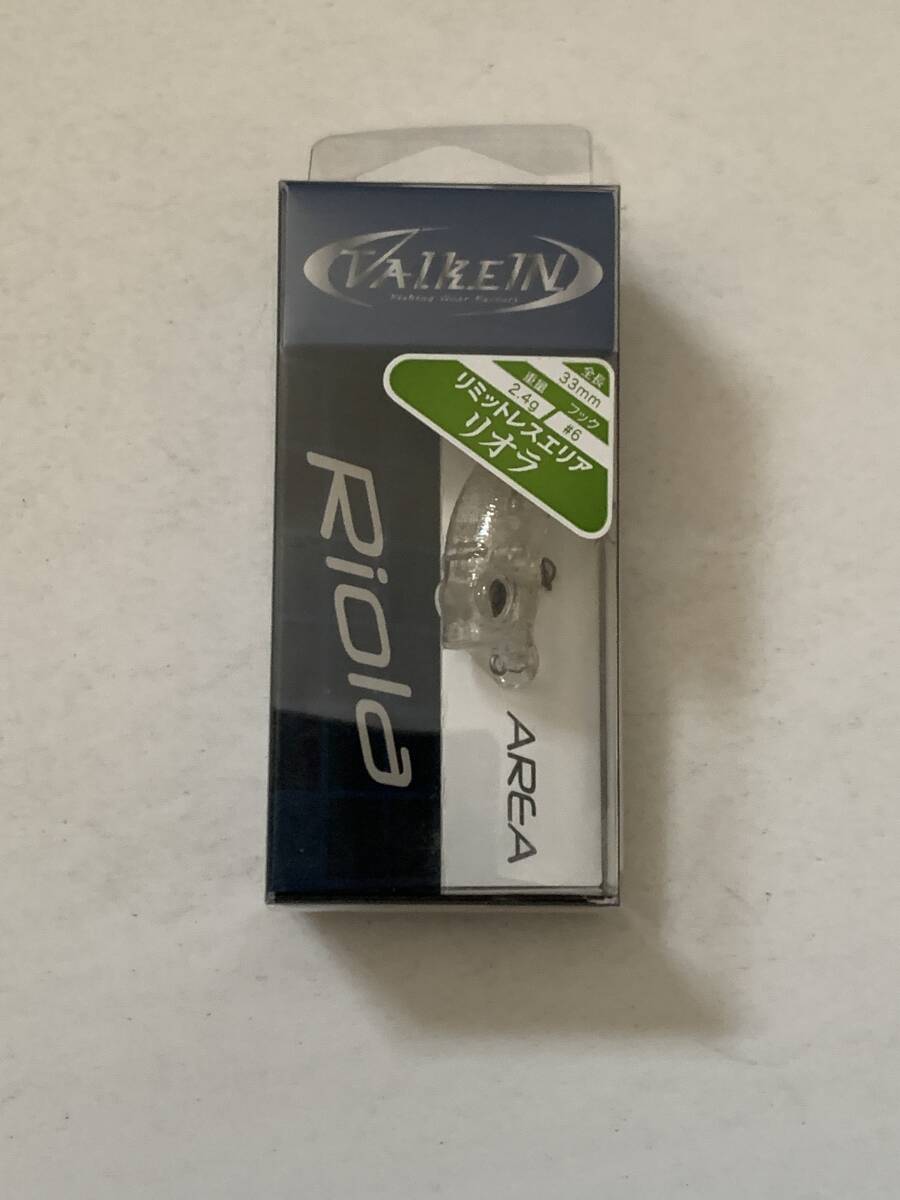 ValkeIN
Fishing Wear Factory
全長
33mm
重量
2.4g
フック
#6
リミットレスエリア
リオラ
Riola
AREA